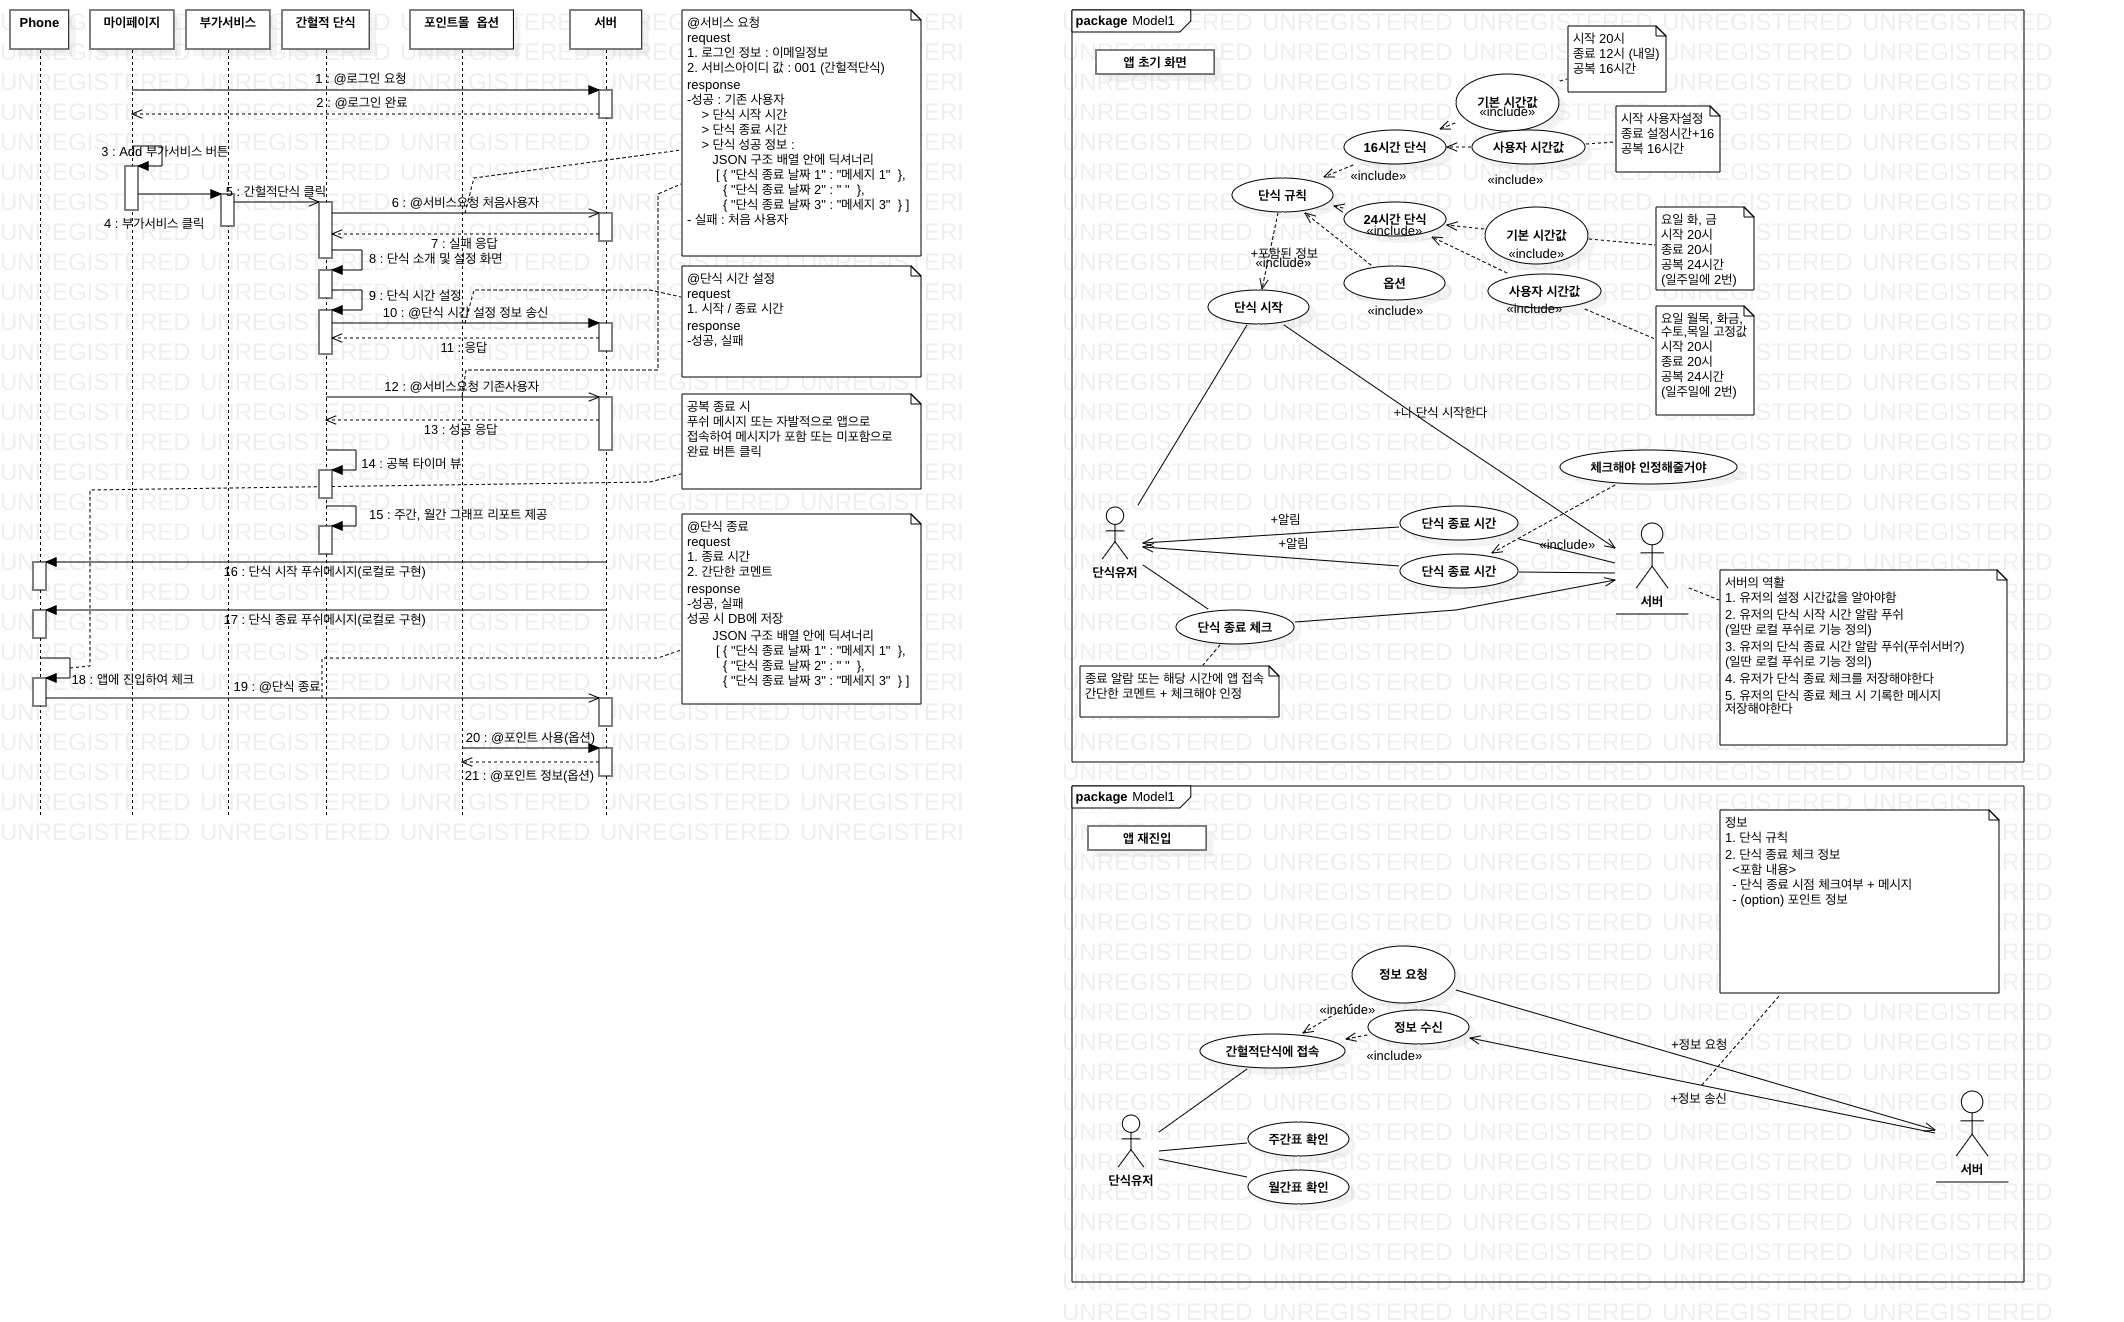 Phone
마이페이지
부가서비스
간헐적 단식
포인트몰 옵션
서버
1 : @로그인 요청
2 : @로그인 완료
3 : Add 부가서비스 버튼
4 : 부가서비스 클릭
5 : 간헐적단식 클릭
6 : @서비스요청 처음사용자
7 : 실패 응답
8 : 단식 소개 및 설정 화면
9 : 단식 시간 설정
10 : @단식 시간 설정 정보 송신
11 : 응답
12 : @서비스요청 기존사용자
13 : 성공 응답
14 : 공복 타이머 뷰
15 : 주간, 월간 그래프 리포트 제공
16 : 단식 시작 푸쉬메시지(로컬로 구현)
17 : 단식 종료 푸쉬메시지(로컬로 구현)
18 : 앱에 진입하여 체크
19 : @단식 종료
20 : @포인트 사용(옵션)
21 : @포인트 정보(옵션)
@서비스 요청
request
1. 로그인 정보 : 이메일정보
2. 서비스아이디 값 : 001 (간헐적단식)
response
-성공 : 기존 사용자
> 단식 시작 시간
> 단식 종료 시간
> 단식 성공 정보 :
JSON 구조 배열 안에 딕셔너리
[ { "단식 종료 날짜 1" : "메세지 1" },
{ "단식 종료 날짜 2" : " " },
{ "단식 종료 날짜 3" : "메세지 3" } ]
- 실패 : 처음 사용자
@단식 시간 설정
request
1. 시작 / 종료 시간
response
-성공, 실패
공복 종료 시
푸쉬 메시지 또는 자발적으로 앱으로
접속하여 메시지가 포함 또는 미포함으로
완료 버튼 클릭
@단식 종료
request
1. 종료 시간
2. 간단한 코멘트
response
-성공, 실패
성공 시 DB에 저장
JSON 구조 배열 안에 딕셔너리
[ { "단식 종료 날짜 1" : "메세지 1" },
{ "단식 종료 날짜 2" : " " },
{ "단식 종료 날짜 3" : "메세지 3" } ]
package Model1
앱 초기 화면
시작 20시
종료 12시 (내일)
공복 16시간
기본 시간값
«include»
시작 사용자설정
종료 설정시간+16
공복 16시간
16시간 단식
사용자 시간값
«include»
«include»
단식 규칙
24시간 단식
«include»
기본 시간값
«include»
요일 화, 금
시작 20시
종료 20시
공복 24시간
(일주일에 2번)
+포함된 정보
«include»
옵션
«include»
사용자 시간값
«include»
단식 시작
요일 월목, 화금,
수토,목일 고정값
시작 20시
종료 20시
공복 24시간
(일주일에 2번)
+나 단식 시작한다
체크해야 인정해줄거야
+알림
단식 종료 시간
«include»
+알림
단식 종료 시간
단식유저
서버
단식 종료 체크
종료 알람 또는 해당 시간에 앱 접속
간단한 코멘트 + 체크해야 인정
서버의 역활
1. 유저의 설정 시간값을 알아야함
2. 유저의 단식 시작 시간 알람 푸쉬
(일딴 로컬 푸쉬로 기능 정의)
3. 유저의 단식 종료 시간 알람 푸쉬(푸쉬서버?)
(일딴 로컬 푸쉬로 기능 정의)
4. 유저가 단식 종료 체크를 저장해야한다
5. 유저의 단식 종료 체크 시 기록한 메시지
저장해야한다
package Model1
앱 재진입
정보
1. 단식 규칙
2. 단식 종료 체크 정보
<포함 내용>
- 단식 종료 시점 체크여부 + 메시지
- (option) 포인트 정보
정보 요청
«include»
정보 수신
«include»
간헐적단식에 접속
+정보 요청
+정보 송신
단식유저
주간표 확인
월간표 확인
서버